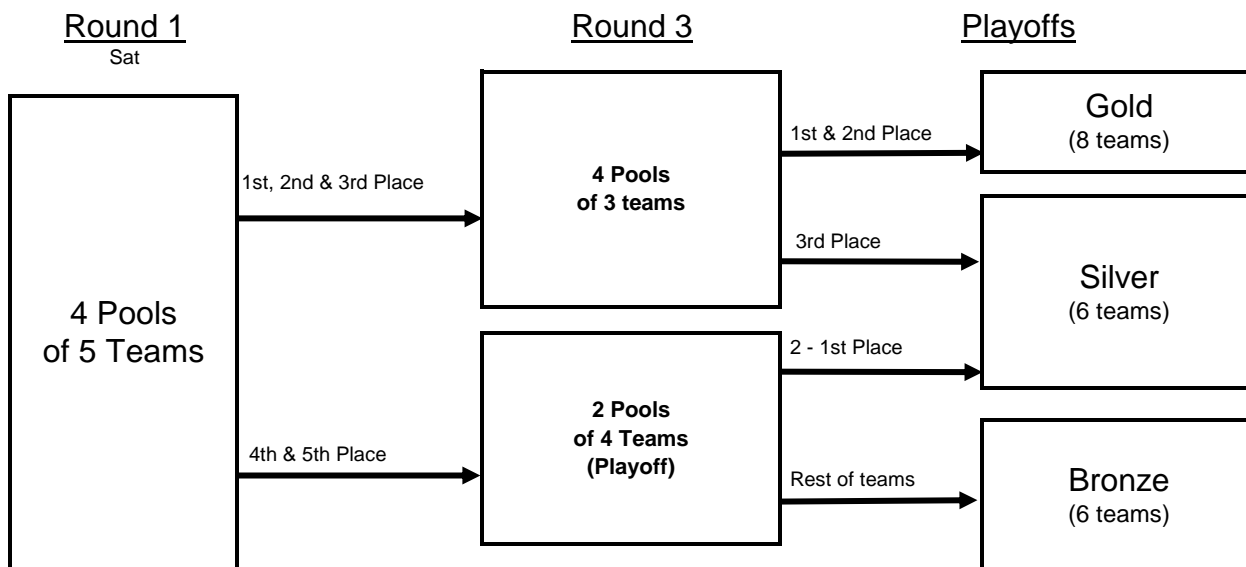 Round 1
Sat
Round 3
Playoffs
4 Pools
of 5 Teams
1st, 2nd & 3rd Place
4th & 5th Place
4 Pools
of 3 teams
2 Pools
of 4 Teams
(Playoff)
1st & 2nd Place
3rd Place
2 - 1st Place
Rest of teams
Gold
(8 teams)
Silver
(6 teams)
Bronze
(6 teams)